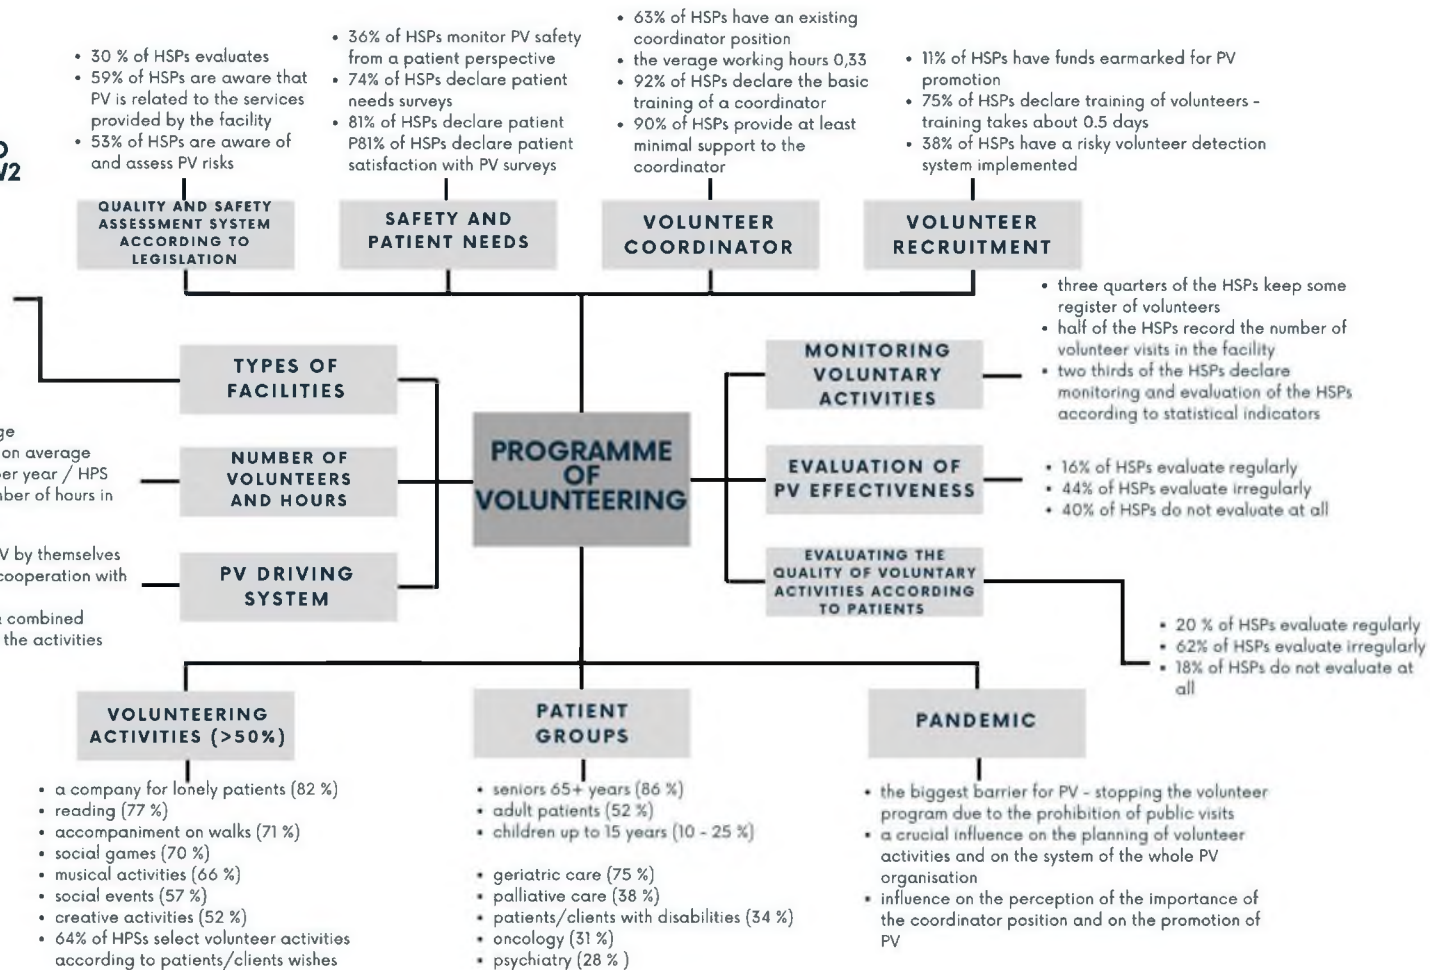 • 30 % of HSPs evaluates
• 59% of HSPs are aware that
PV is related to the services
provided by the facility
• 53% of HSPs are aware of
and assess PV risks
QUALITY AND SAFETY
ASSESSMENT SYSTEM
ACCORDING TO
LEGISLATION
• 36% of HSPs monitor PV safety
from a patient perspective
• 74% of HSPs declare patient
needs surveys
• 81% of HSPs declare patient
P81% of HSPs declare patient
satisfaction with PV surveys
SAFETY AND
PATIENT NEEDS
• 63% of HSPs have an existing
coordinator position
• the verage working hours 0,33
• 92% of HSPs declare the basic
training of a coordinator
• 90% of HSPs provide at least
minimal support to the
coordinator
VOLUNTEER
COORDINATOR
• 11% of HSPs have funds earmarked for PV
promotion
• 75% of HSPs declare training of volunteers -
training takes about 0.5 days
• 38% of HSPs have a risky volunteer detection
system implemented
VOLUNTEER
RECRUITMENT
TYPES OF
FACILITIES
on average
per year / HPS
number of hours in
NUMBER OF
VOLUNTEERS
AND HOURS
by themselves
cooperation with
combined
the activities
PV DRIVING
SYSTEM
PROGRAMME
OF
VOLUNTEERING
MONITORING
VOLUNTARY
ACTIVITIES
• three quarters of the HSPs keep some
register of volunteers
• half of the HSPs record the number of
volunteer visits in the facility
• two thirds of the HSPs declare
monitoring and evaluation of the HSPs
according to statistical indicators
EVALUATION OF
PV EFFECTIVENESS
• 16% of HSPs evaluate regularly
• 44% of HSPs evaluate irregularly
• 40% of HSPs do not evaluate at all
EVALUATING THE
QUALITY OF VOLUNTARY
ACTIVITIES ACCORDING
TO PATIENTS
• 20 % of HSPs evaluate regularly
• 62% of HSPs evaluate irregularly
• 18% of HSPs do not evaluate at
all
VOLUNTEERING
ACTIVITIES (>50%)
• a company for lonely patients (82 %)
• reading (77 %)
• accompaniment on walks (71 %)
• social games (70 %)
• musical activities (66 %)
• social events (57 %)
• creative activities (52 %)
• 64% of HPSs select volunteer activities
according to patients/clients wishes
PATIENT
GROUPS
• seniors 65+ years (86 %)
• adult patients (52 %)
• children up to 15 years (10 - 25 %)
• geriatric care (75 %)
• palliative care (38 %)
• patients/clients with disabilities (34 %)
• oncology (31 %)
• psychiatry (28 % )
PANDEMIC
• the biggest barrier for PV - stopping the volunteer
program due to the prohibition of public visits
• a crucial influence on the planning of volunteer
activities and on the system of the whole PV
organisation
• influence on the perception of the importance of
the coordinator position and on the promotion of
PV